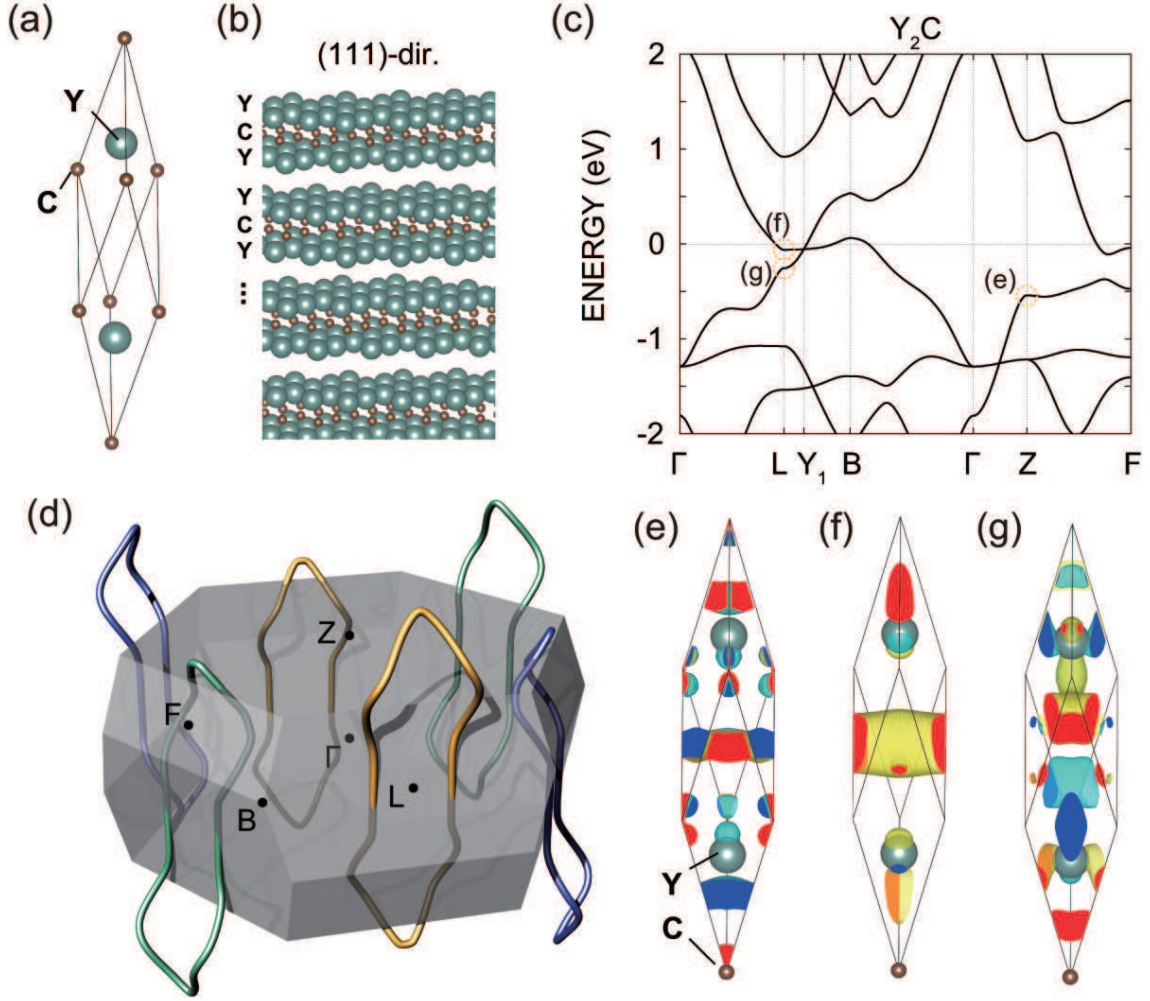 (a)
Y
C
(b)
(111)-dir.
Y
C
Y
Y
C
Y
⋮
(c)
Y₂C
ENERGY (eV)
2
1
0
-1
-2
(f)
(g)
(e)
Γ L Y₁ B Γ Z F
(d)
Z
F
Γ
B
L
(e)
Y
C
(f)
(g)